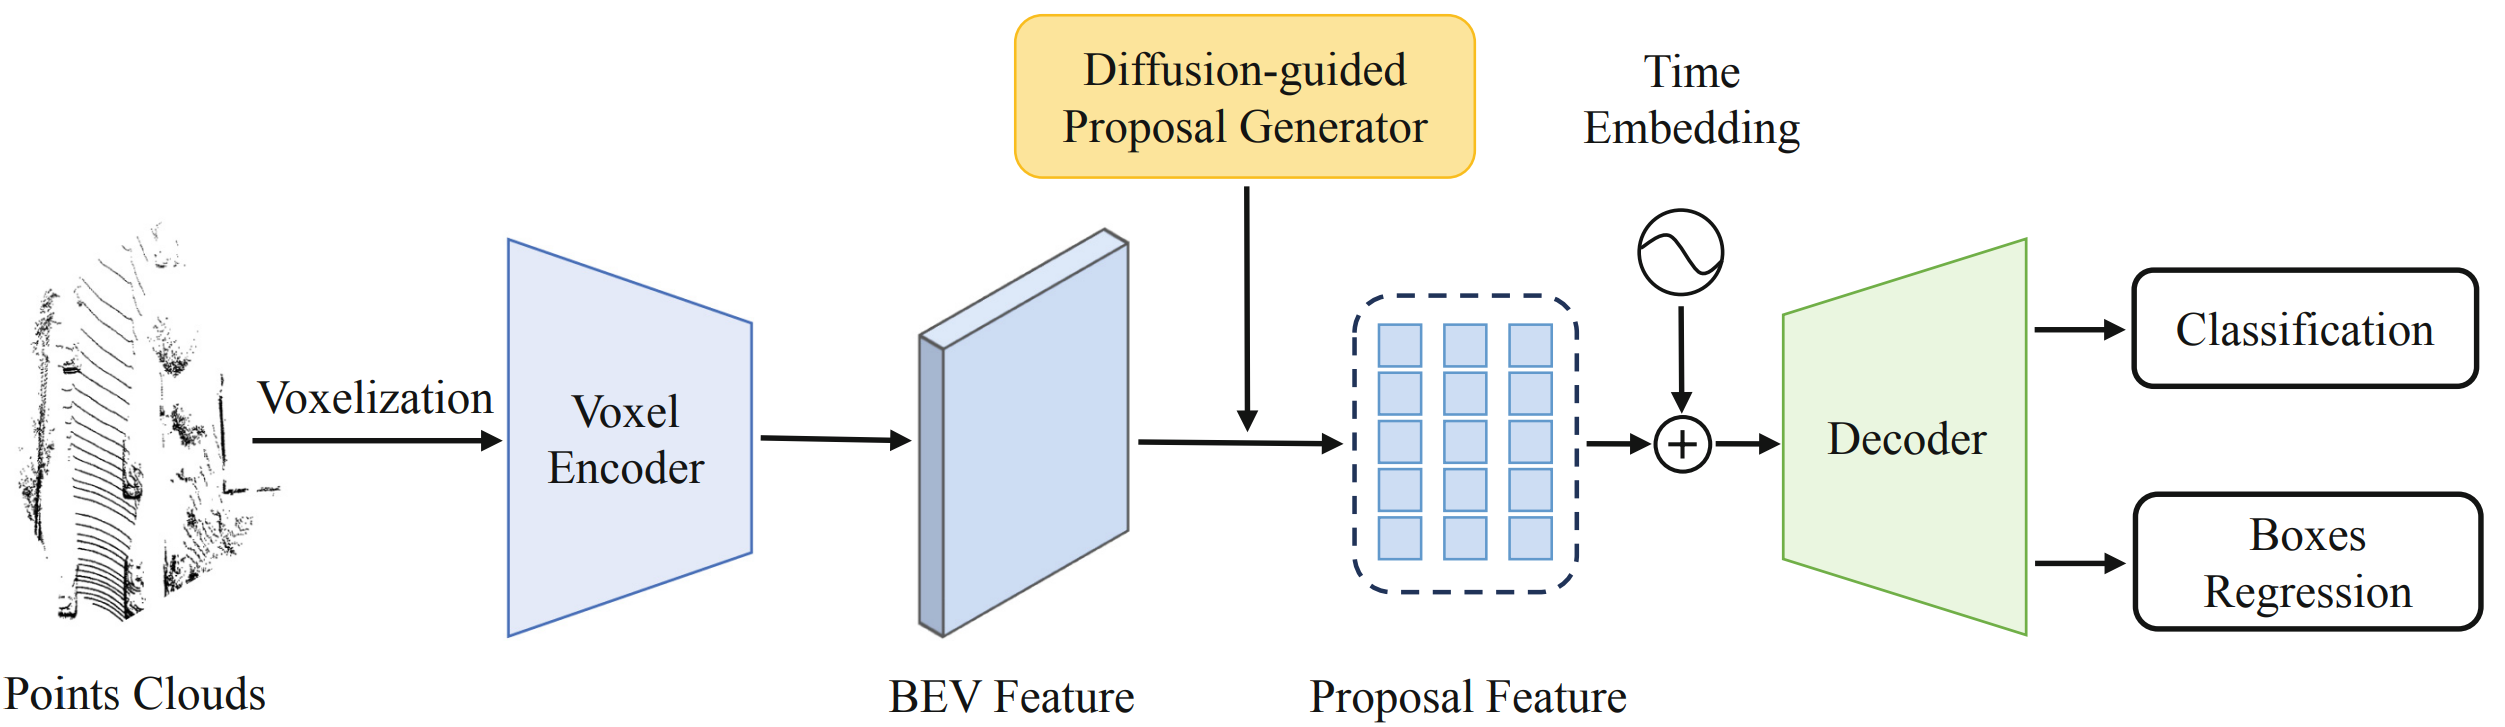 Diffusion-guided
Proposal Generator
Time
Embedding
Voxelization
Voxel
Encoder
Decoder
Classification
Boxes
Regression
Points Clouds
BEV Feature
Proposal Feature